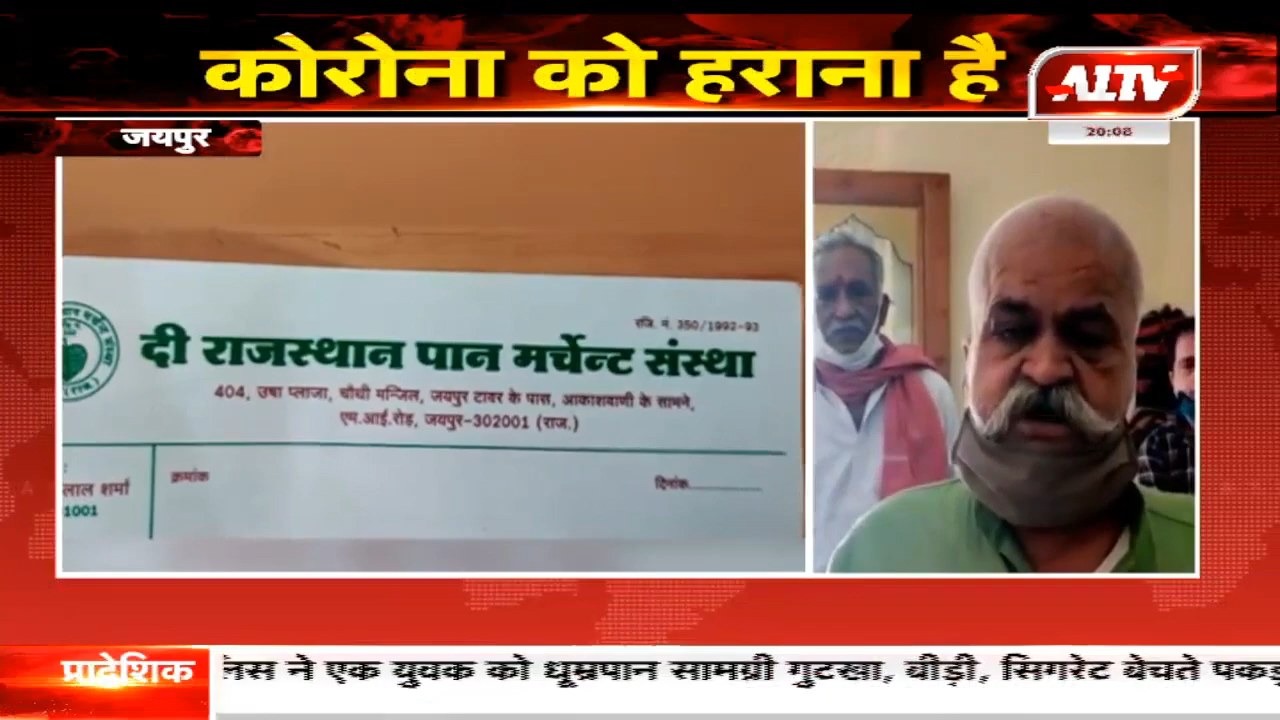 कोरोना को हराना है
ALTV
20:08
जयपुर
रजि. नं. 350/1992-93
दी राजस्थान पान मर्चेन्ट संस्था
404, उषा प्लाजा, चौथी मन्जिल, जयपुर टावर के पास, आकाशवाणी के सामने,
एम.आई.रोड़, जयपुर-302001 (राज.)
लाल शर्मा
1001
क्रमांक
दिनांक
प्रादेशिक
ने एक युवक को धूम्रपान सामग्री गुटखा, बीड़ी, सिगरेट बेचते